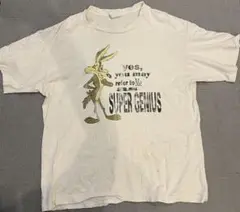 yes,
you may
refer to Me
as a
SUPER GENIUS